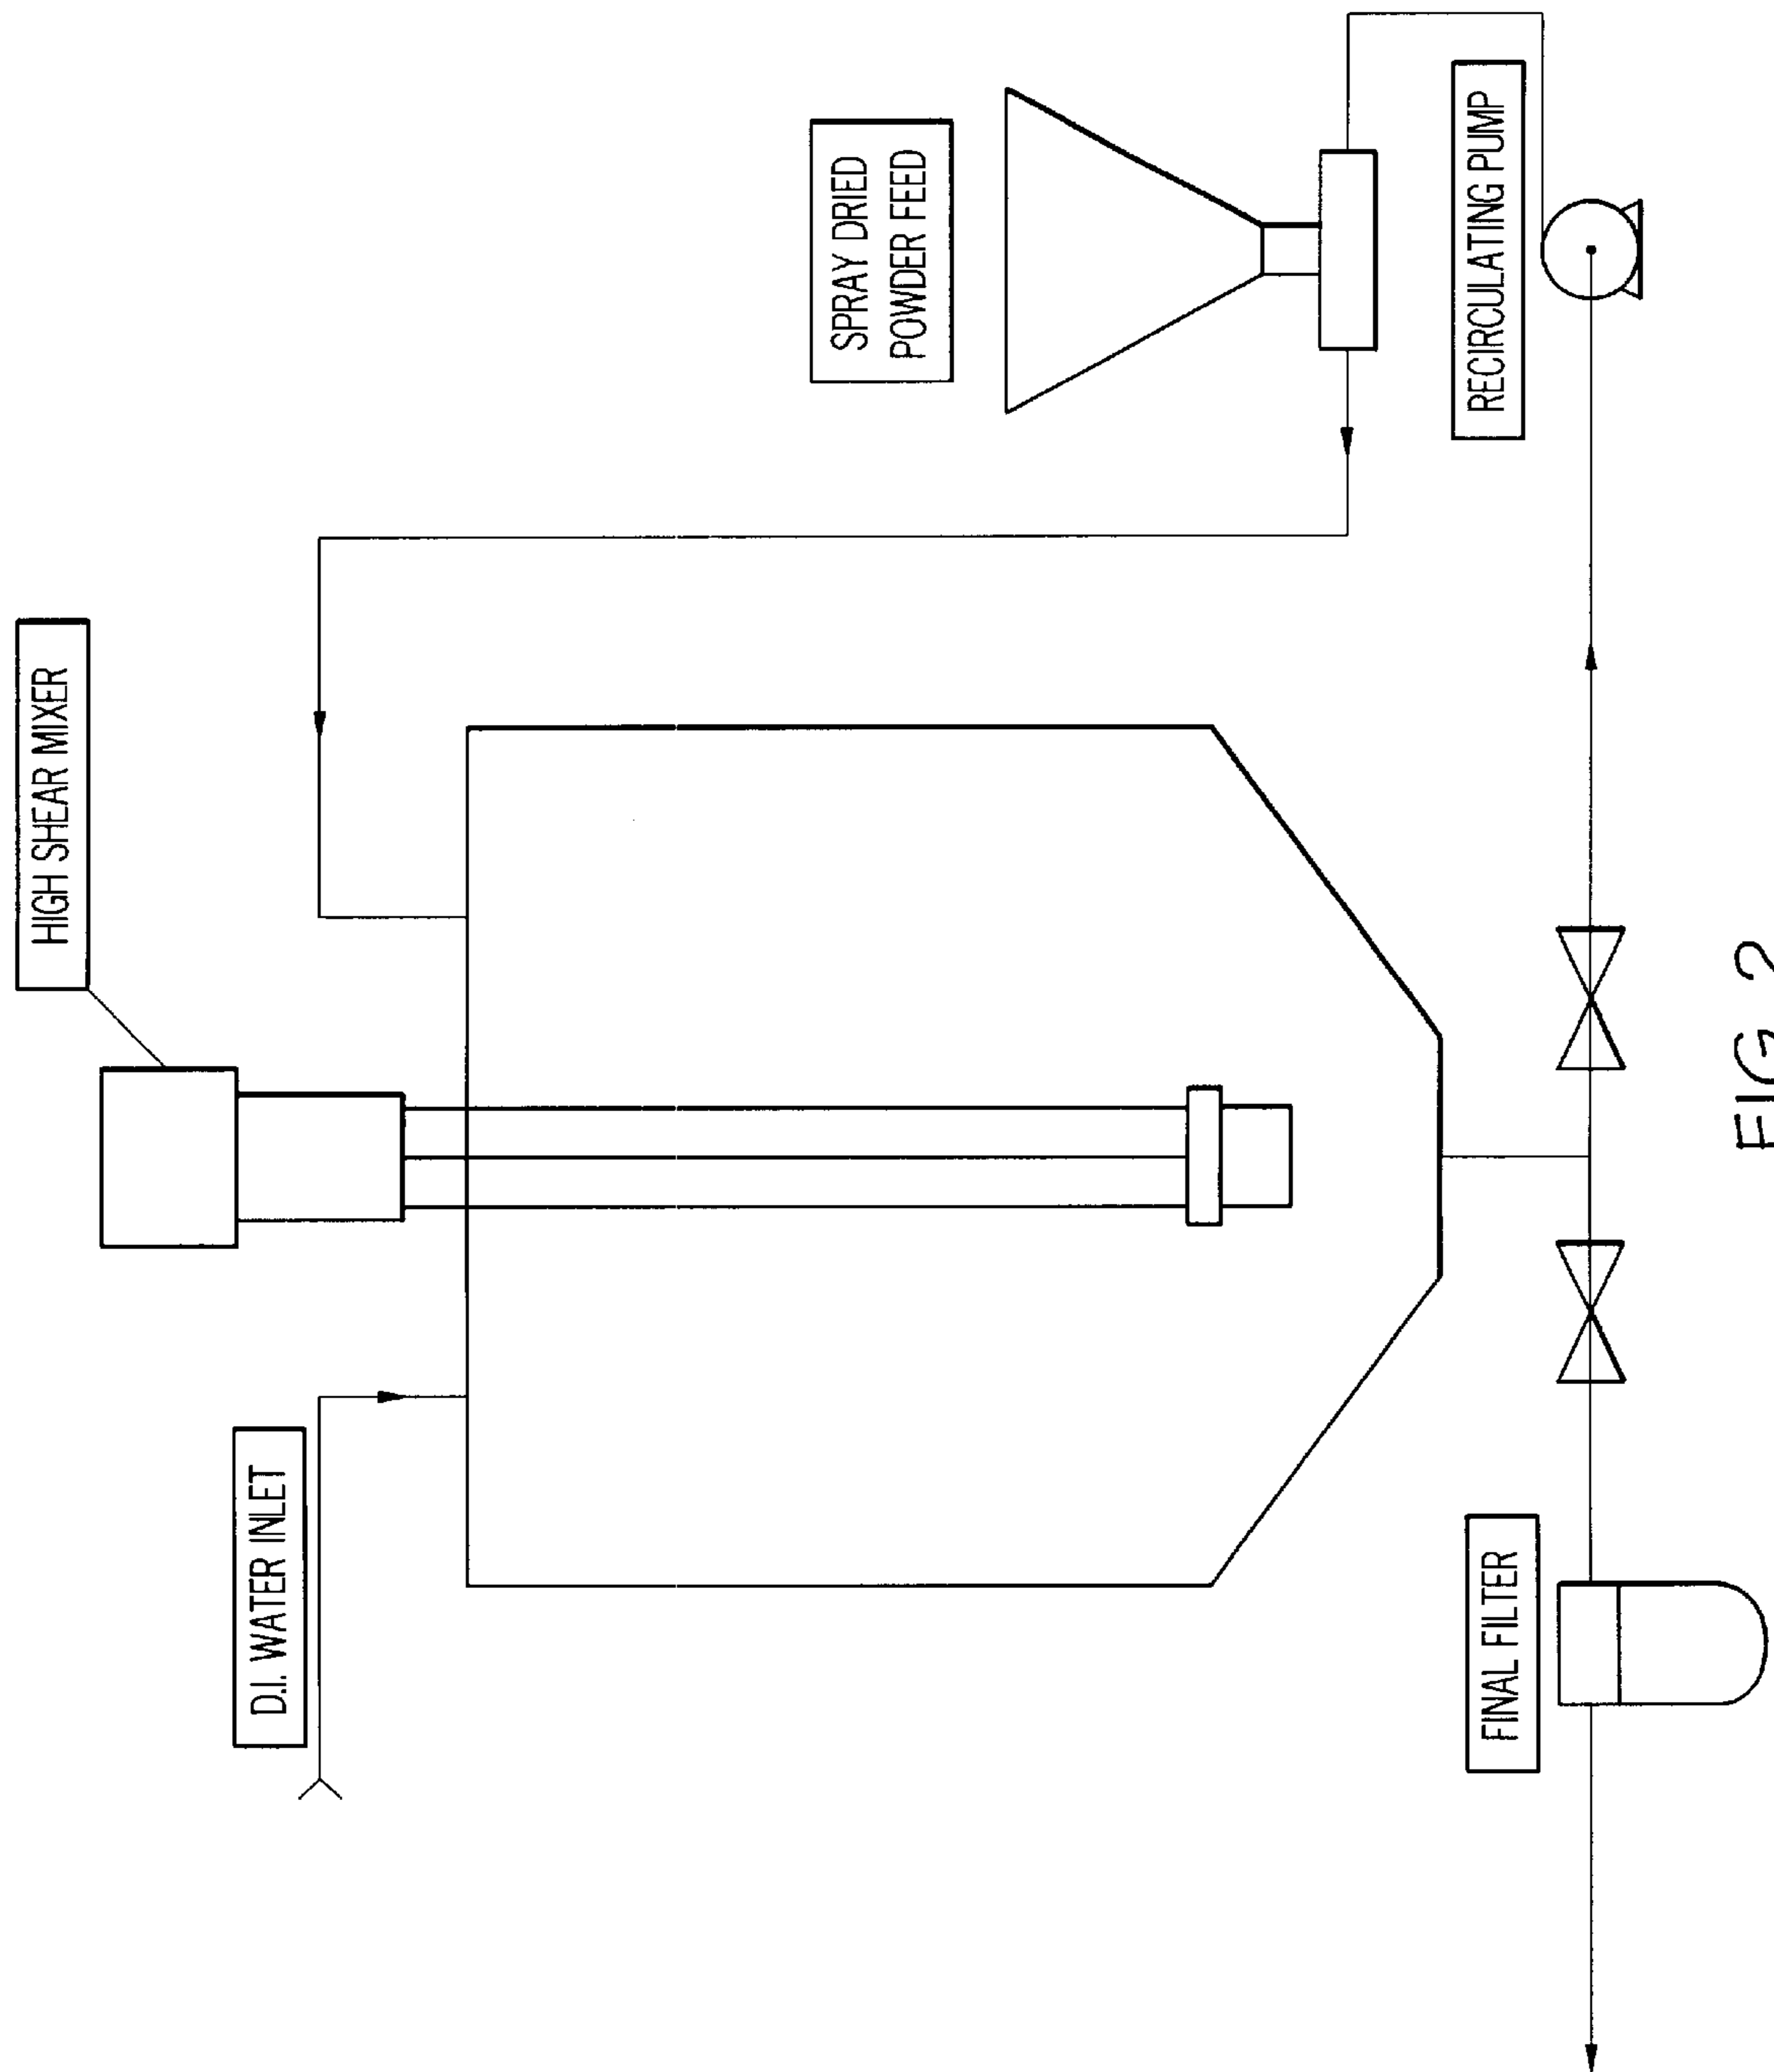 HIGH SHEAR MIXER
D.I. WATER INLET
SPRAY DRIED
POWDER FEED
FINAL FILTER
RECIRCULATING PUMP
FIG. 2